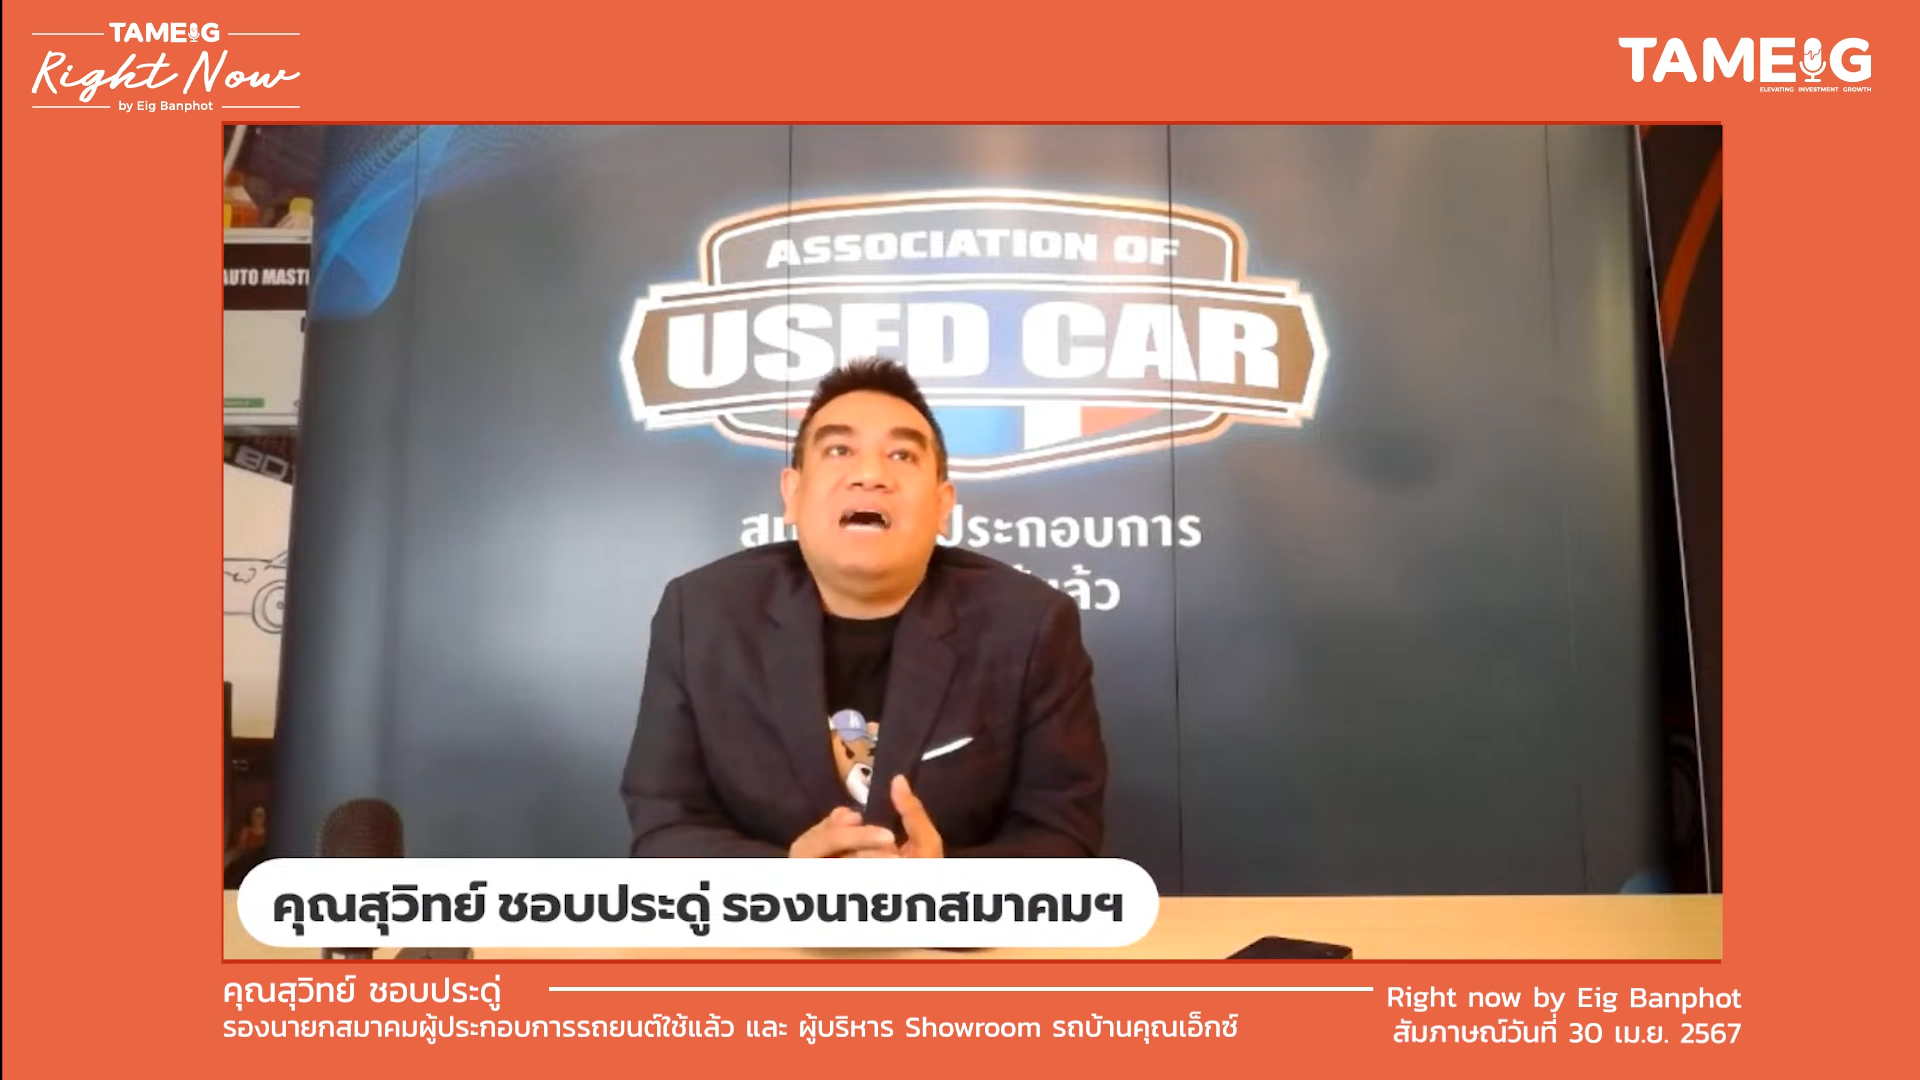 TAMEIG
Right Now
by Eig Banphot
TAMEIG
ELEVATING INVESTMENT GROWTH
ASSOCIATION OF
USED CAR
ประกอบการ
แล้ว
AUTO MAST
คุณสุวิทย์ ชอบประดู่ รองนายกสมาคมฯ
คุณสุวิทย์ ชอบประดู่
รองนายกสมาคมผู้ประกอบการรถยนต์ใช้แล้ว และ ผู้บริหาร Showroom รถบ้านคุณเอ็กซ์
Right now by Eig Banphot
สัมภาษณ์วันที่ 30 เม.ย. 2567